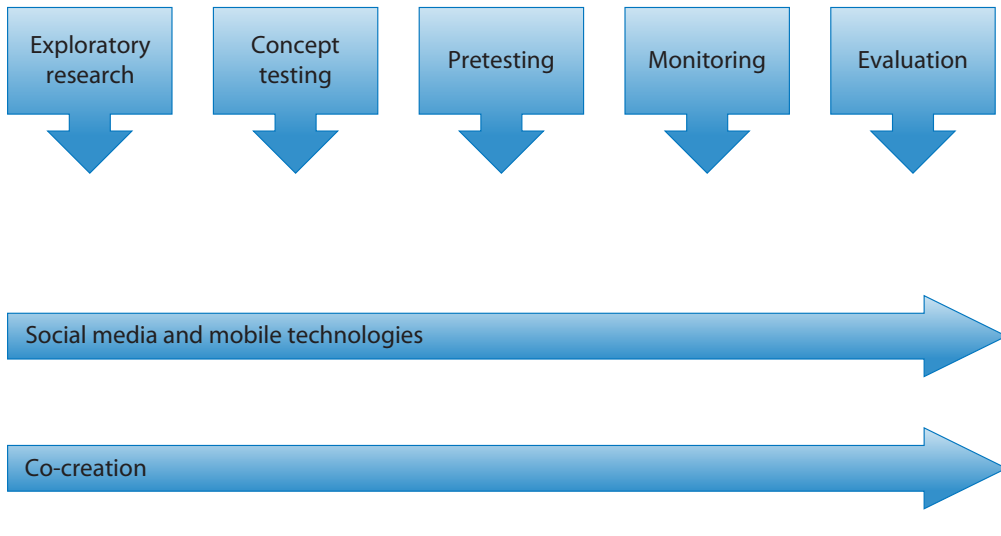 Exploratory
research
Concept
testing
Pretesting
Monitoring
Evaluation
Social media and mobile technologies
Co-creation